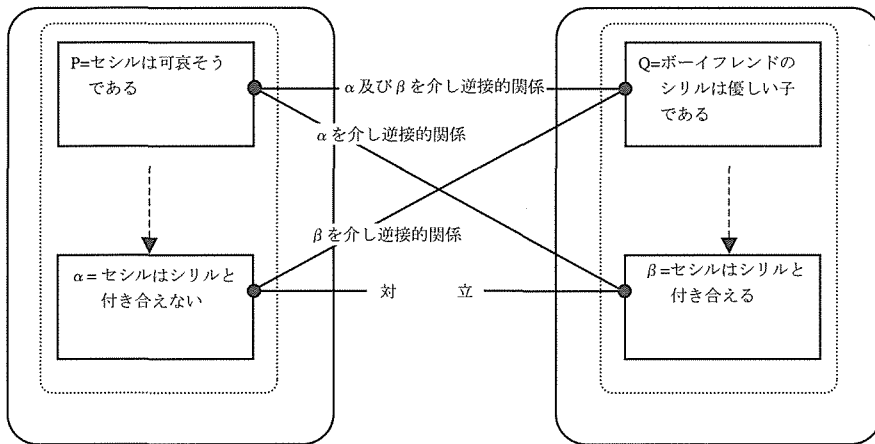 P=セシルは可哀そう
である
α及びβを介し逆接的関係
Q=ボーイフレンドの
シリルは優しい子
である
αを介し逆接的関係
βを介し逆接的関係
α=セシルはシリルと
付き合えない
対 立
β=セシルはシリルと
付き合える